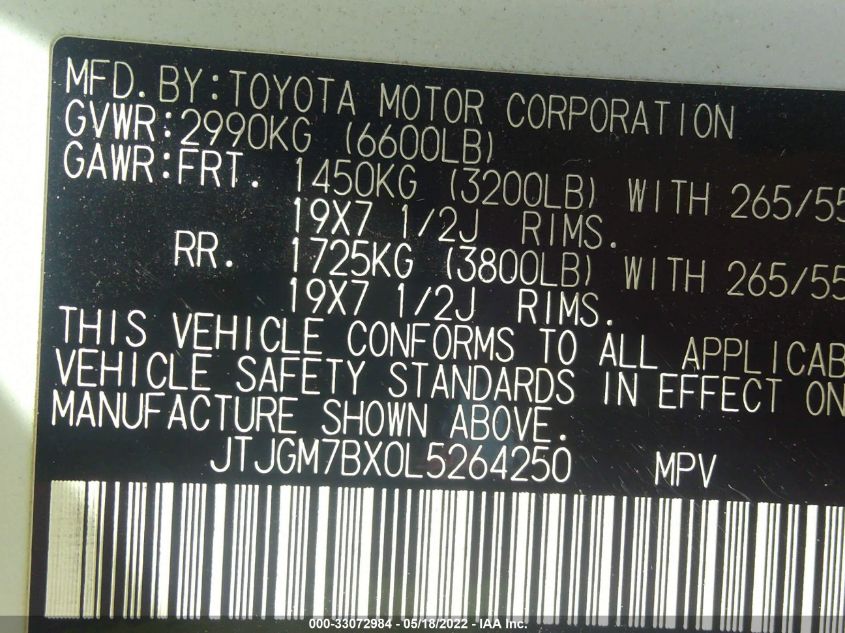 MFD. BY: TOYOTA MOTOR CORPORATION
GVWR: 2990KG (6600LB)
GAWR: FRT. 1450KG (3200LB) WITH 265/55
19X7 1/2J RIMS.
RR. 1725KG (3800LB) WITH 265/55
19X7 1/2J RIMS.
THIS VEHICLE CONFORMS TO ALL APPLICAB
VEHICLE SAFETY STANDARDS IN EFFECT ON
MANUFACTURE SHOWN ABOVE.
JTJGM7BX0L5264250 MPV
000-33072984 - 05/18/2022 - IAA Inc.